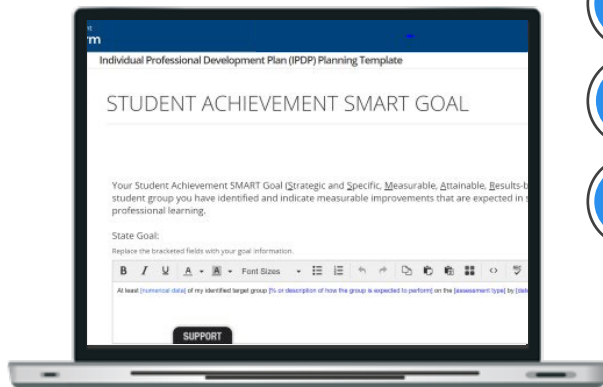 Individual Professional Development Plan (IPDP) Planning Template
STUDENT ACHIEVEMENT SMART GOAL
Your Student Achievement SMART Goal (Strategic and Specific, Measurable, Attainable, Results-b
student group you have identified and indicate measurable improvements that are expected in s
professional learning.
State Goal:
Replace the bracketed fields with your goal information.
B I U A A Font Sizes
At least [numerical data] of my identified target group [% or description of how the group is expected to perform] on the [assessment type] by [date
SUPPORT